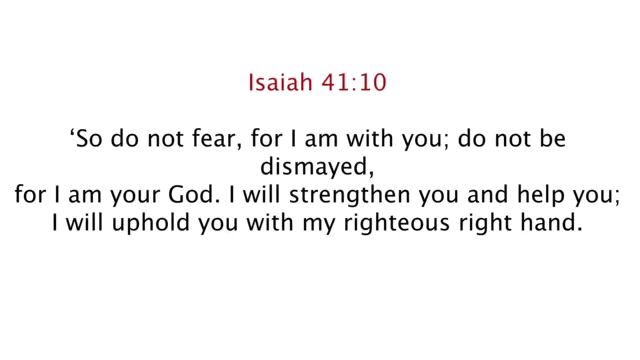 Isaiah 41:10
‘So do not fear, for I am with you; do not be
dismayed,
for I am your God. I will strengthen you and help you;
I will uphold you with my righteous right hand.